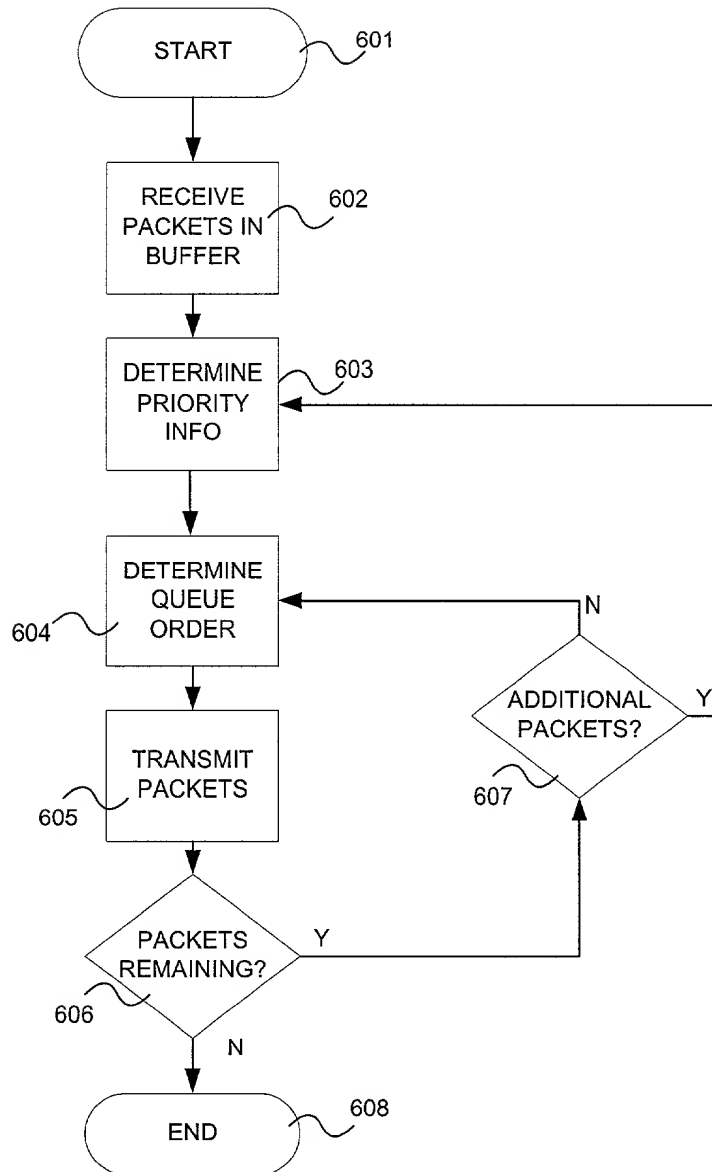 START
601
RECEIVE
PACKETS IN
BUFFER
602
DETERMINE
PRIORITY
INFO
603
DETERMINE
QUEUE
ORDER
604
N
ADDITIONAL
PACKETS?
Y
607
TRANSMIT
PACKETS
605
PACKETS
REMAINING?
Y
606
N
END
608